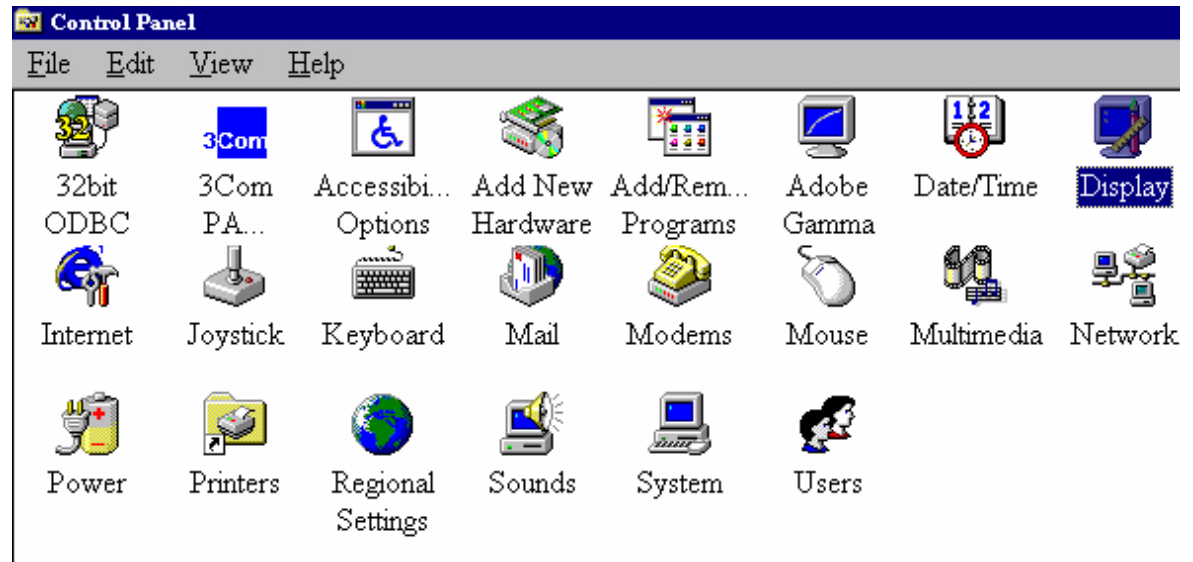 Control Panel
File Edit View Help
32 3Com 12
32bit 3Com Accessibi... Add New Add/Rem... Adobe Date/Time Display
ODBC PA... Options Hardware Programs Gamma
Internet Joystick Keyboard Mail Modems Mouse Multimedia Network
Power Printers Regional Sounds System Users
Settings